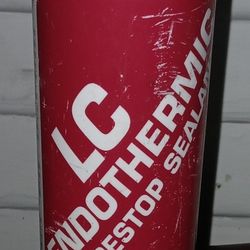 LC
ENDOTHERMIC
ESTOP SEALA